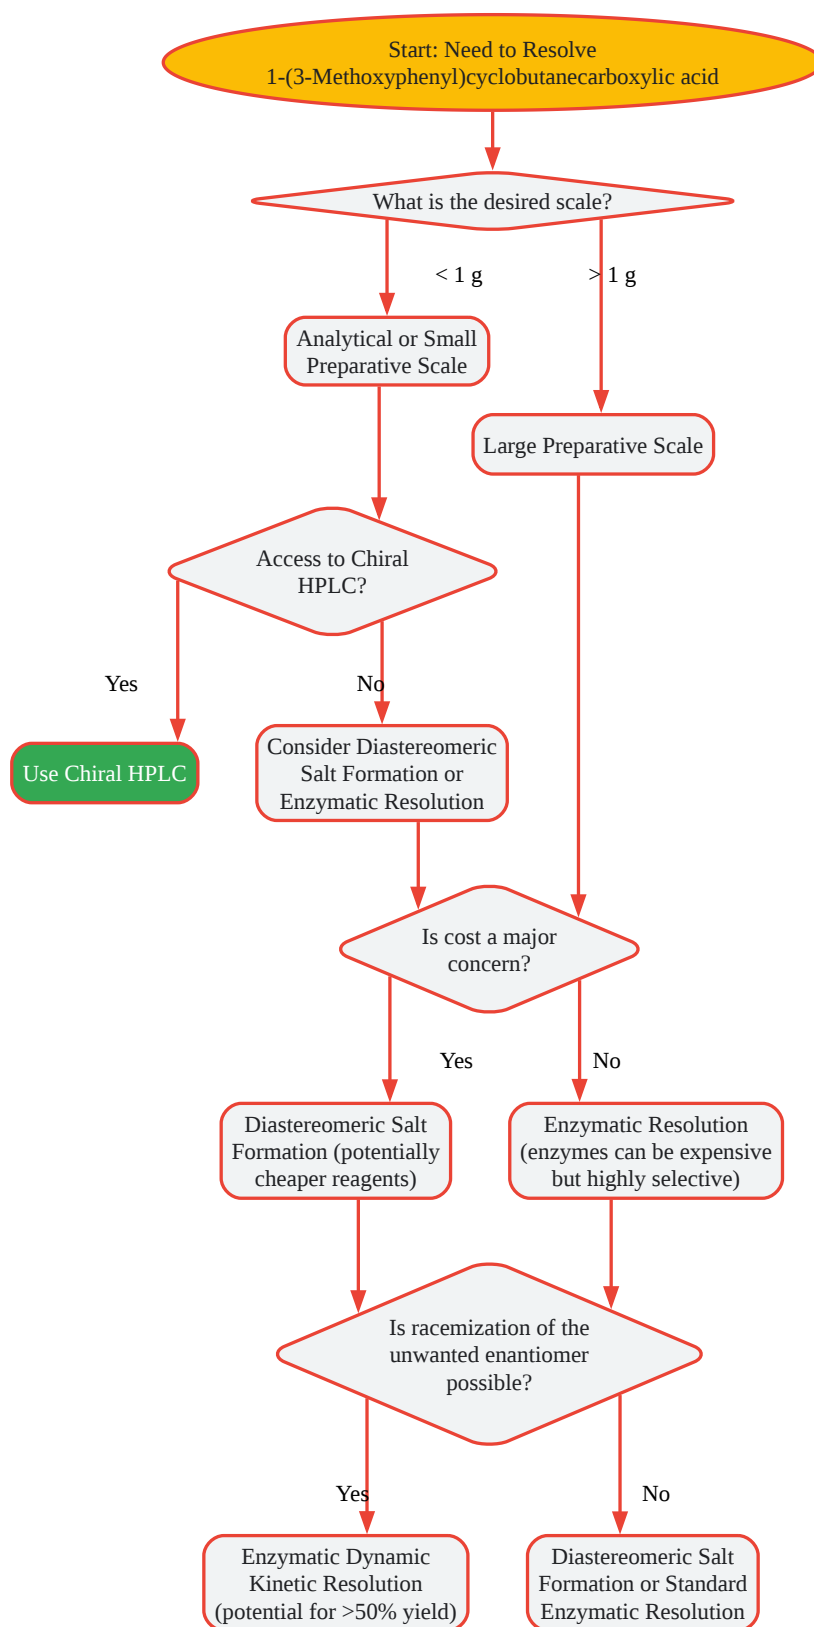 Start: Need to Resolve
1-(3-Methoxyphenyl)cyclobutanecarboxylic acid
What is the desired scale?
< 1 g
> 1 g
Analytical or Small
Preparative Scale
Large Preparative Scale
Access to Chiral
HPLC?
Yes
No
Use Chiral HPLC
Consider Diastereomeric
Salt Formation or
Enzymatic Resolution
Is cost a major
concern?
Yes
No
Diastereomeric Salt
Formation (potentially
cheaper reagents)
Enzymatic Resolution
(enzymes can be expensive
but highly selective)
Is racemization of the
unwanted enantiomer
possible?
Yes
No
Enzymatic Dynamic
Kinetic Resolution
(potential for >50% yield)
Diastereomeric Salt
Formation or Standard
Enzymatic Resolution